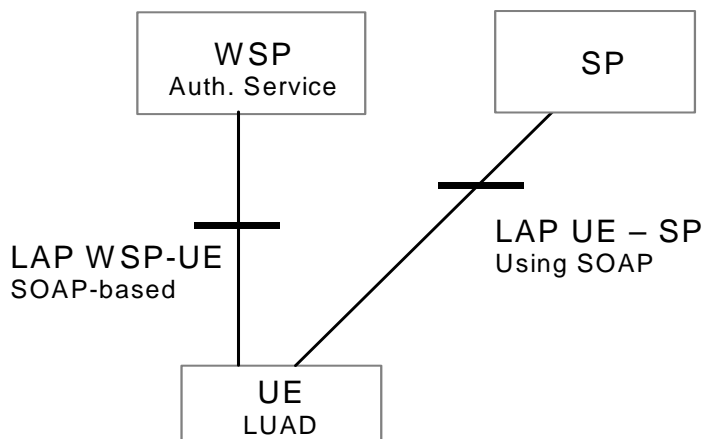 WSP
Auth. Service
SP
LAP WSP-UE
SOAP-based
LAP UE – SP
Using SOAP
UE
LUAD